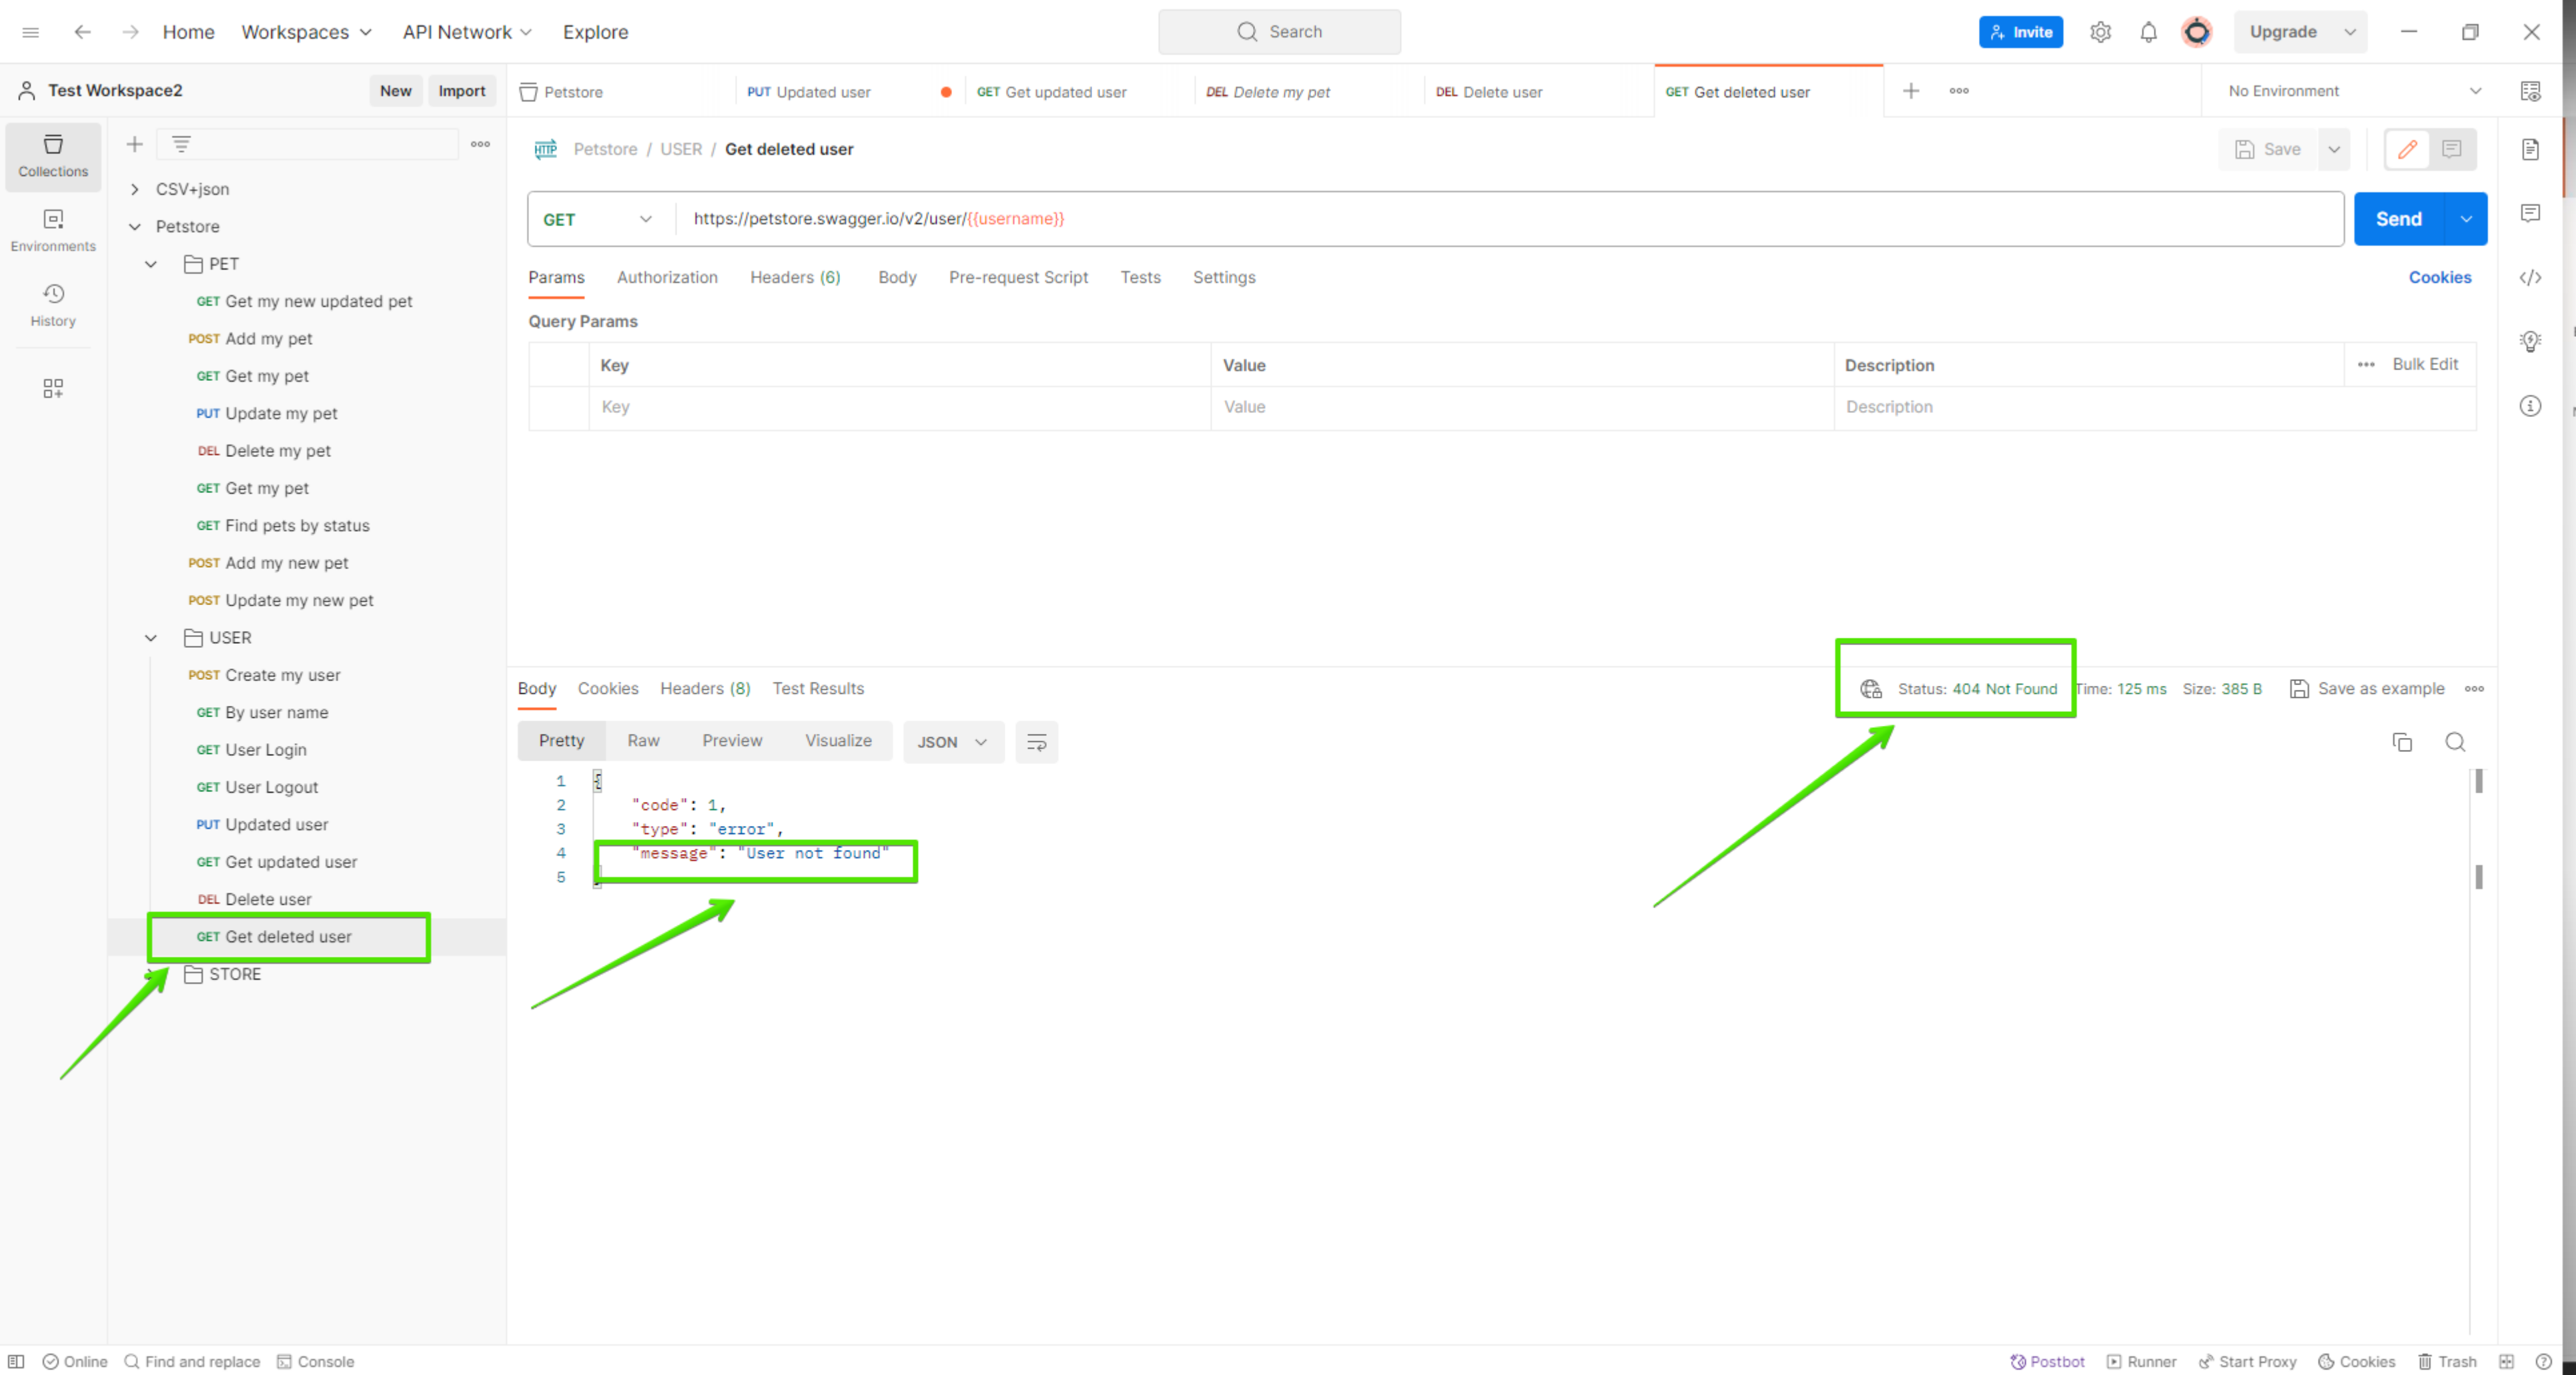 Home Workspaces API Network Explore Search Invite Upgrade
Test Workspace2 New Import
Petstore PUT Updated user GET Get updated user DEL Delete my pet DEL Delete user GET Get deleted user No Environment
Collections
Environments
History
CSV+json
Petstore
PET
GET Get my new updated pet
POST Add my pet
GET Get my pet
PUT Update my pet
DEL Delete my pet
GET Get my pet
GET Find pets by status
POST Add my new pet
POST Update my new pet
USER
POST Create my user
GET By user name
GET User Login
GET User Logout
PUT Updated user
GET Get updated user
DEL Delete user
GET Get deleted user
STORE
HTTP Petstore / USER / Get deleted user Save
GET https://petstore.swagger.io/v2/user/{{username}} Send
Params Authorization Headers (6) Body Pre-request Script Tests Settings Cookies
Query Params
Key Value Description Bulk Edit
Key Value Description
Body Cookies Headers (8) Test Results Status: 404 Not Found Time: 125 ms Size: 385 B Save as example
Pretty Raw Preview Visualize JSON
1 {
2 "code": 1,
3 "type": "error",
4 "message": "User not found"
5
Online Find and replace Console Postbot Runner Start Proxy Cookies Trash